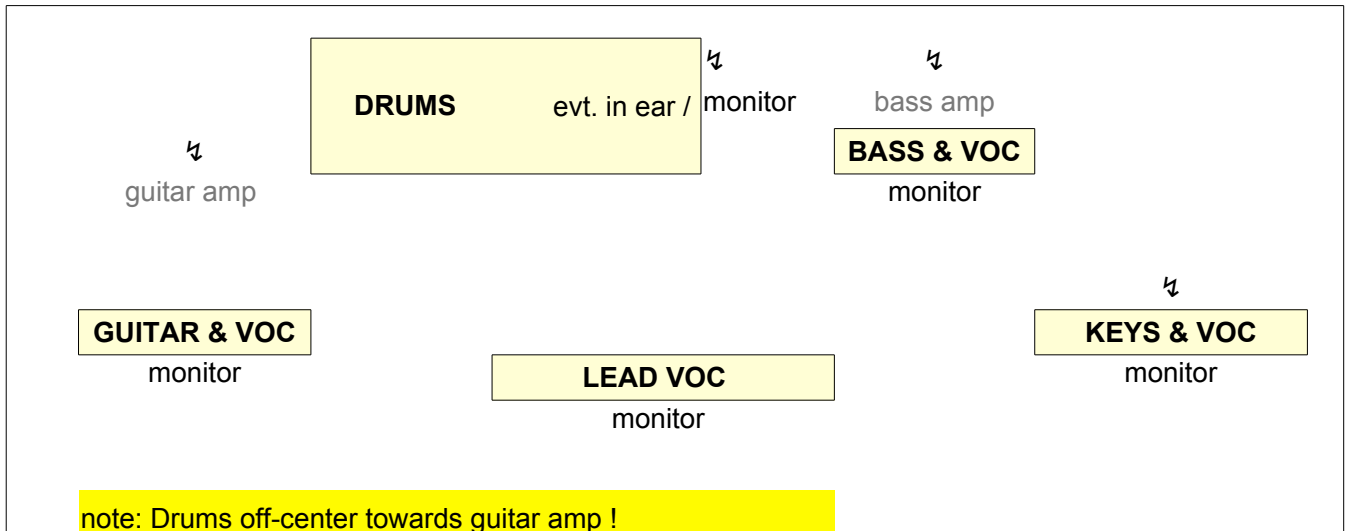 ↯ ↯
DRUMS evt. in ear / monitor bass amp
↯ BASS & VOC
guitar amp monitor
↯
GUITAR & VOC KEYS & VOC
monitor LEAD VOC monitor
monitor
note: Drums off-center towards guitar amp !